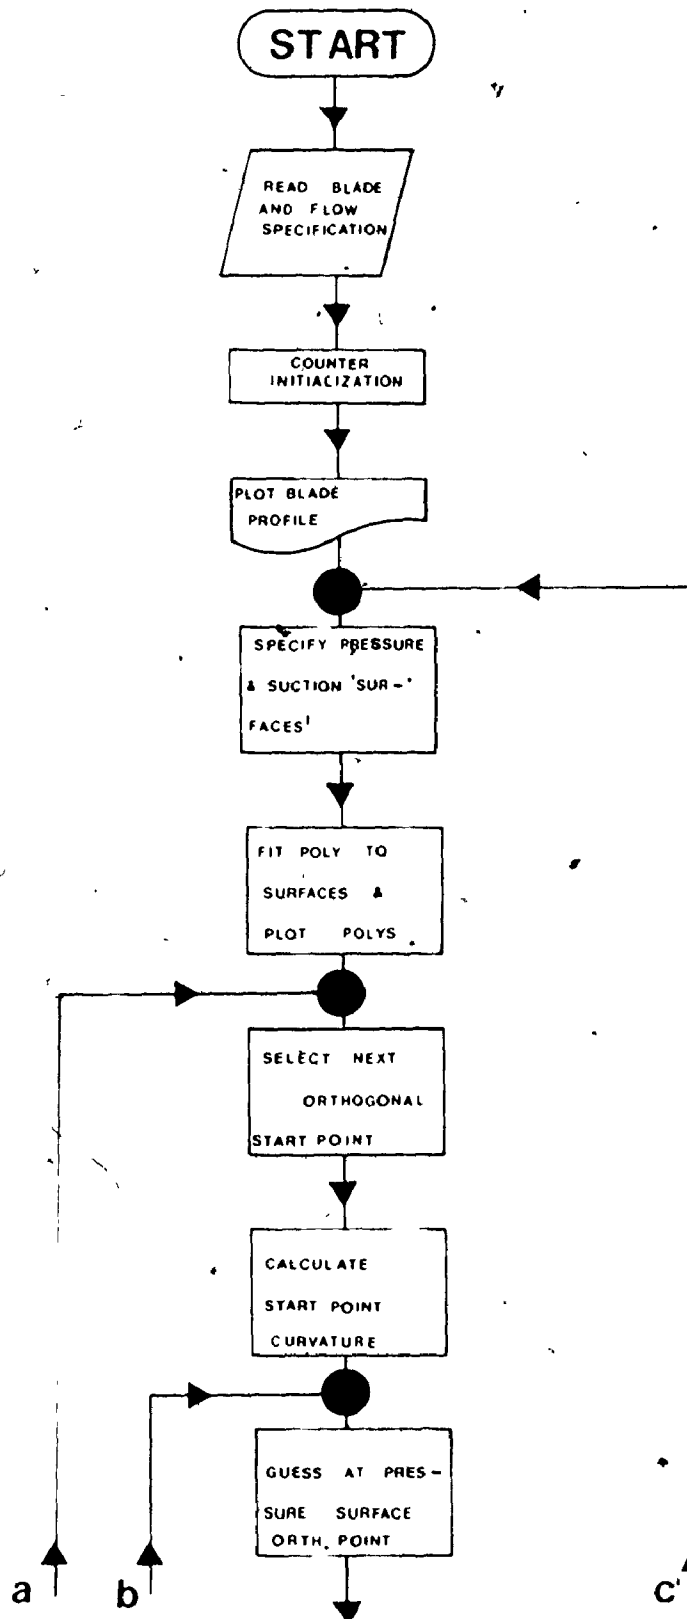 START
READ BLADE
AND FLOW
SPECIFICATION
COUNTER
INITIACIZATION
PLOT BLADE
PROFILE
SPECIFY PRESSURE
& SUCTION 'SUR-'
FACES'
FIT POLY TO
SURFACES &
PLOT POLYS.
SELECT NEXT
ORTHOGONAL
START POINT
CALCULATE
START POINT
CURVATURE
GUESS AT PRES-
SURE SURFACE
ORTH. POINT
a b c'